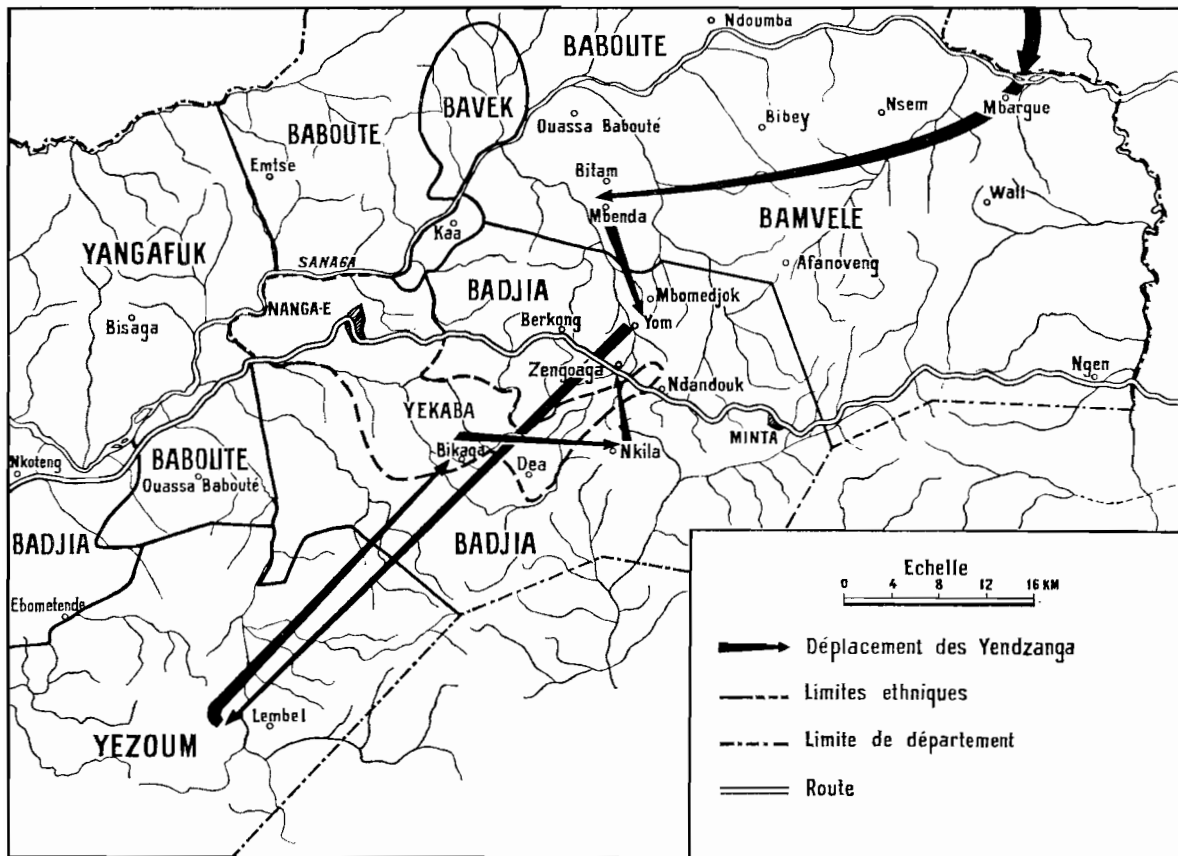 Ndoumba
BABOUTE
BAVEK
Mbargue
Nsem
Bibey
Ouassa Babouté
BABOUTE
Emtse
Bitam
Wall
Mbenda
BAMVELE
Kaa
YANGAFUK
SANAGA
Afanoveng
BADJIA
Mbomedjok
NANGA-E
Bisaga
Berkong
Yom
Zengoaga
Ngen
Ndandouk
YEKABA
MINTA
Bikaga
Nkila
BABOUTE
Nkoteng
Dea
Ouassa Babouté
BADJIA
BADJIA
Ebometende
Lembel
YEZOUM
Echelle
0 4 8 12 16 KM
Déplacement des Yendzanga
Limites ethniques
Limite de département
Route